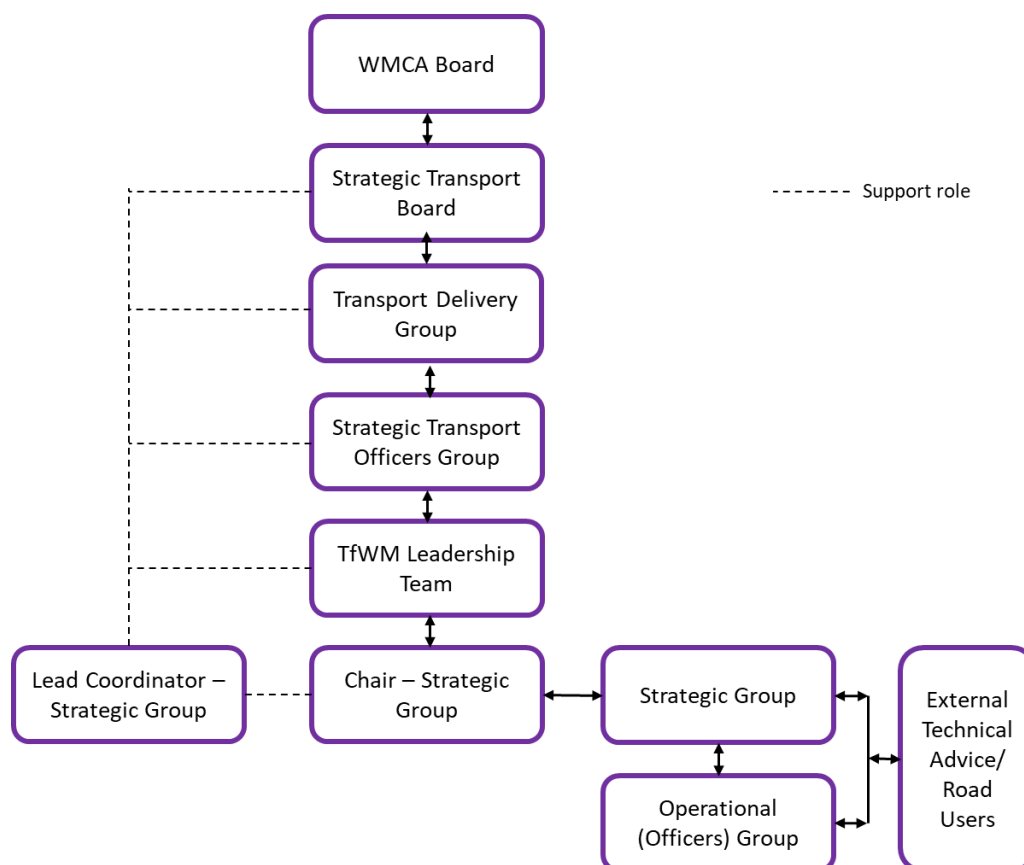 WMCA Board
Strategic Transport
Board
Support role
Transport Delivery
Group
Strategic Transport
Officers Group
TfWM Leadership
Team
Lead Coordinator –
Strategic Group
Chair – Strategic
Group
Strategic Group
External
Technical
Advice/
Road
Users
Operational
(Officers) Group